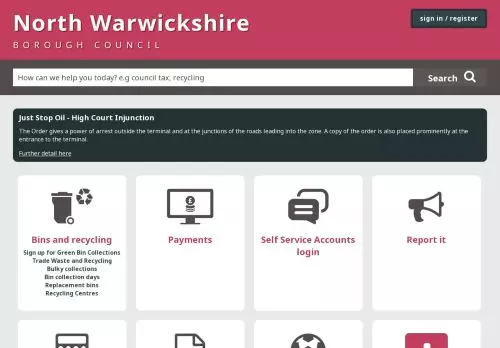 North Warwickshire
BOROUGH COUNCIL
sign in / register
How can we help you today? e.g council tax, recycling
Search
Just Stop Oil - High Court Injunction
The Order gives a power of arrest outside the terminal and at the junctions of the roads leading into the zone. A copy of the order is also placed prominently at the
entrance to the terminal.
Further detail here
Bins and recycling
Sign up for Green Bin Collections
Trade Waste and Recycling
Bulky collections
Bin collection days
Replacement bins
Recycling Centres
Payments
Self Service Accounts
login
Report it